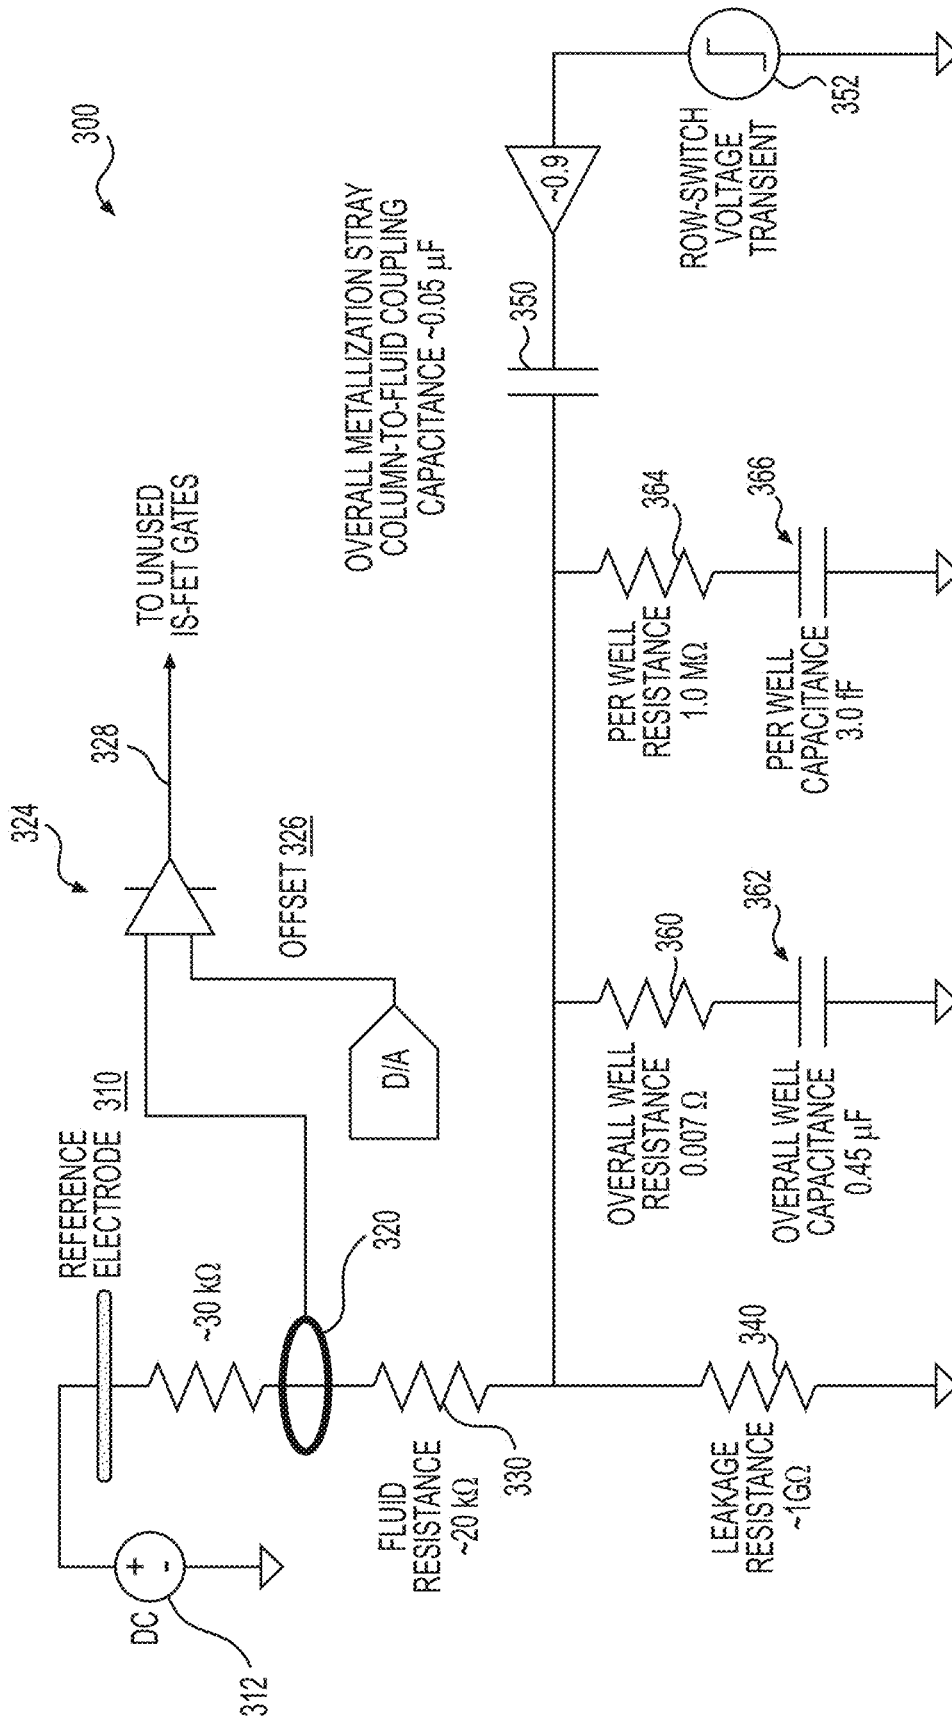 300
324
328
TO UNUSED
IS-FET GATES
REFERENCE
ELECTRODE 310
DC
+
-
312
~30 kΩ
320
OFFSET 326
D/A
FLUID
RESISTANCE
~20 kΩ
330
OVERALL METALLIZATION STRAY
COLUMN-TO-FLUID COUPLING
CAPACITANCE ~0.05 µF
350
~0.9
352
ROW-SWITCH
VOLTAGE
TRANSIENT
LEAKAGE
RESISTANCE
~1GΩ
340
OVERALL WELL
RESISTANCE
0.007 Ω
360
OVERALL WELL
CAPACITANCE
0.45 µF
362
PER WELL
RESISTANCE
1.0 MΩ
364
PER WELL
CAPACITANCE
3.0 fF
366